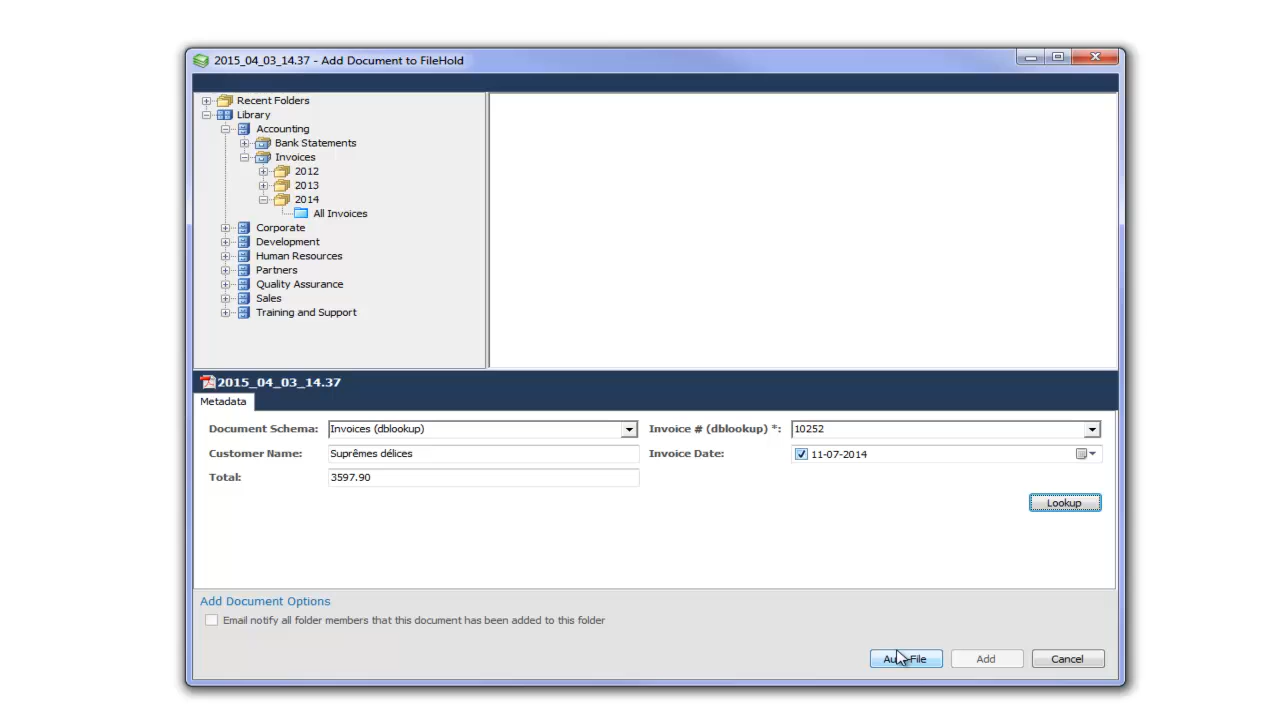 2015_04_03_14.37 - Add Document to FileHold
Recent Folders
Library
Accounting
Bank Statements
Invoices
2012
2013
2014
All Invoices
Corporate
Development
Human Resources
Partners
Quality Assurance
Sales
Training and Support
2015_04_03_14.37
Metadata
Document Schema: Invoices (dblookup) Invoice # (dblookup) *: 10252
Customer Name: Suprêmes délices Invoice Date: 11-07-2014
Total: 3597.90
Lookup
Add Document Options
Email notify all folder members that this document has been added to this folder
File Add Cancel